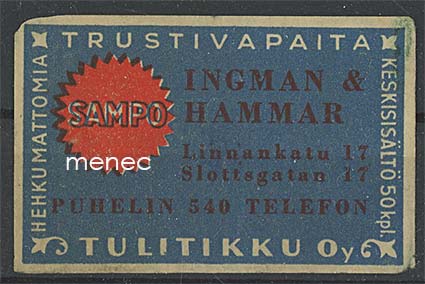 TRUSTIVAPAITA
HEHKUMATTOMIA
SAMPO
INGMAN &
HAMMAR
Linnankatu 17
Slottsgatan 17
PUHELIN 540 TELEFON
KESKISISÄLTÖ 50 kpl.
TULITIKKU Oy
menec